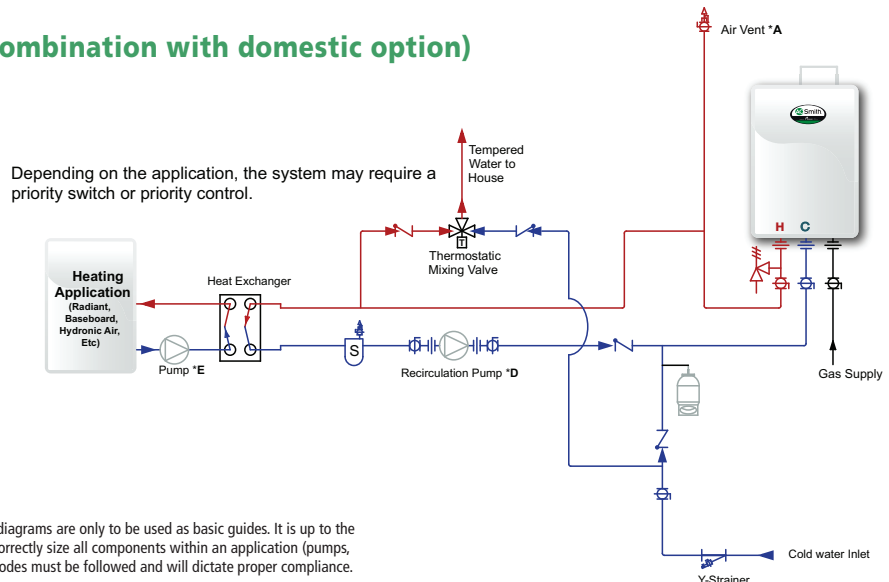 ombination with domestic option)
Air Vent *A
Smith
Depending on the application, the system may require a
priority switch or priority control.
Tempered
Water to
House
H C
Thermostatic
Mixing Valve
T
Heating
Application
(Radiant,
Baseboard,
Hydronic Air,
Etc)
Heat Exchanger
S
Pump *E
Recirculation Pump *D
Gas Supply
diagrams are only to be used as basic guides. It is up to the
orrectly size all components within an application (pumps,
odes must be followed and will dictate proper compliance.
Cold water Inlet
Y-Strainer